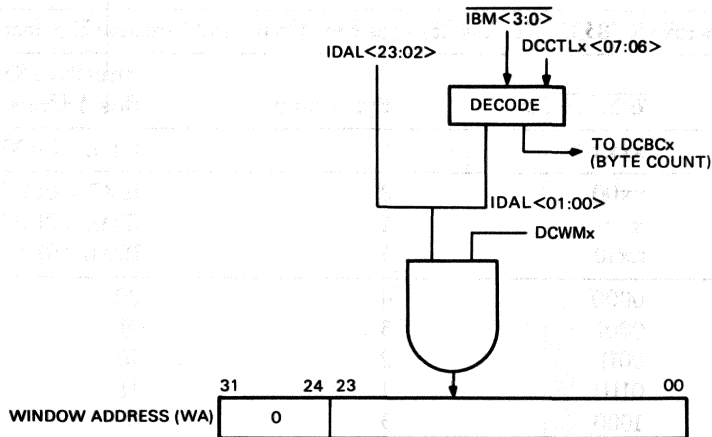 IBM<3:0>
IDAL<23:02>
DCCTLx<07:06>
DECODE
TO DCBCx
(BYTE COUNT)
IDAL<01:00>
DCWMx
31 24 23 00
WINDOW ADDRESS (WA) 0